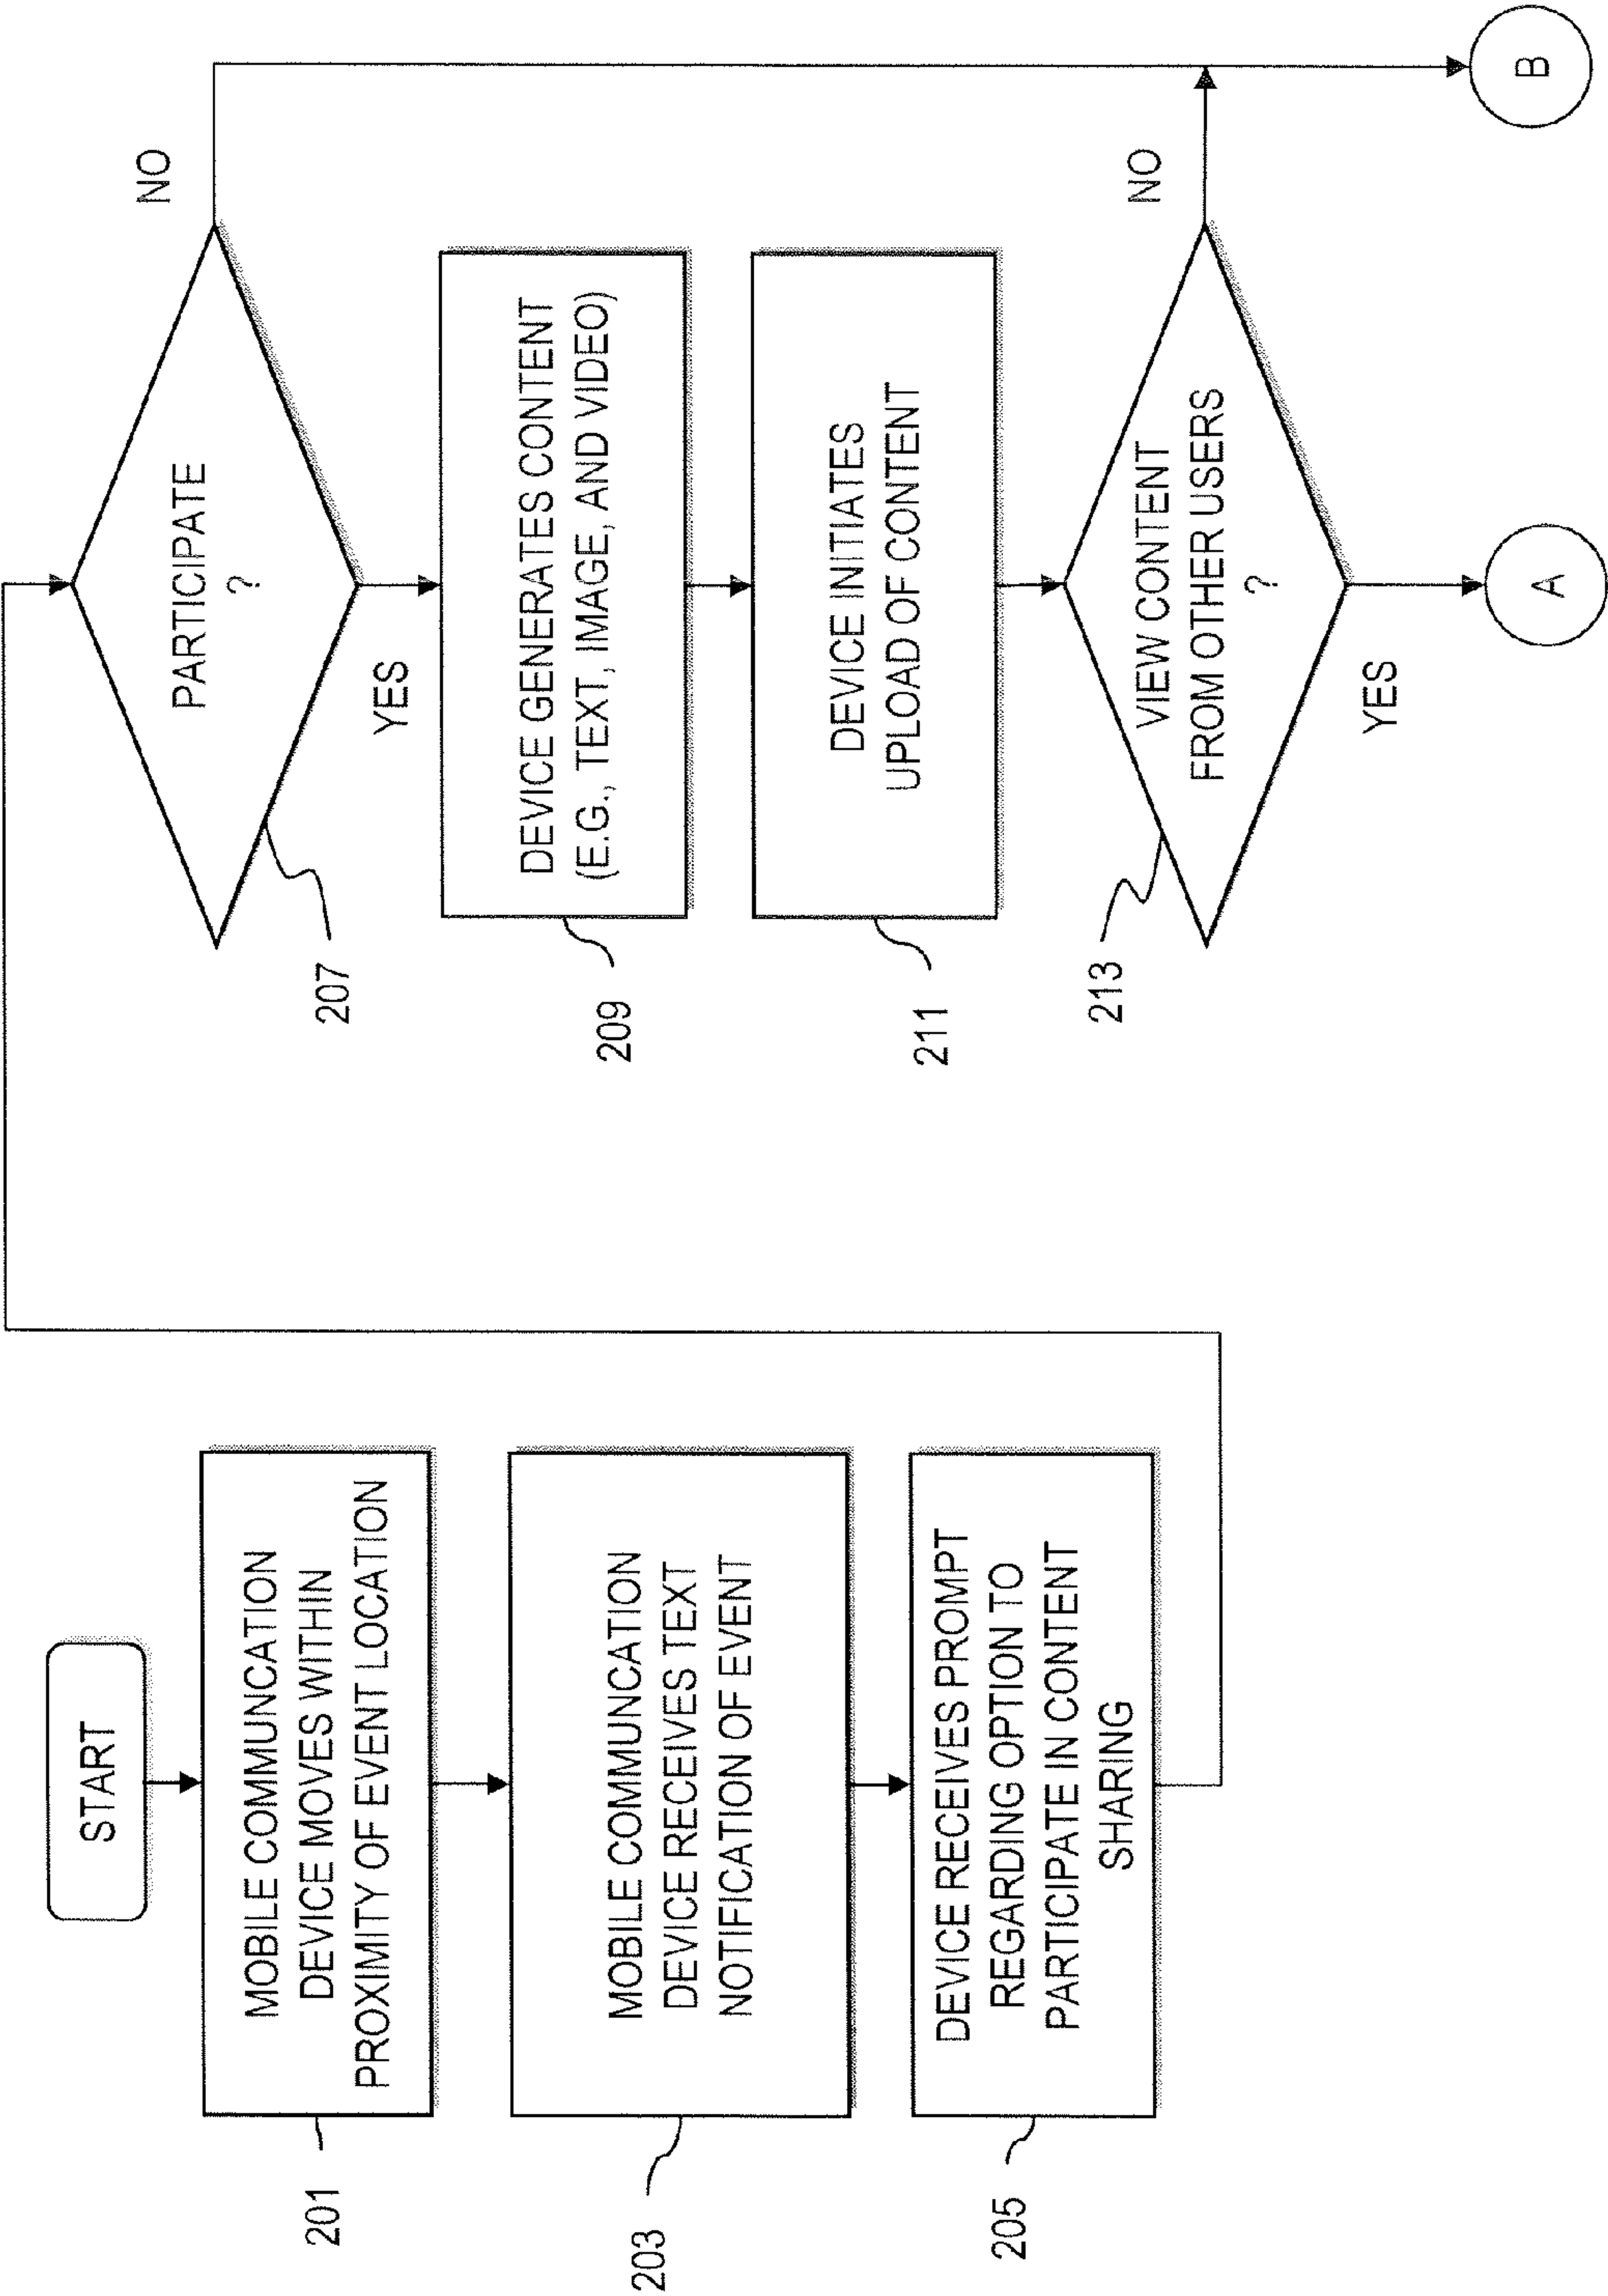 START
MOBILE COMMUNCATION
DEVICE MOVES WITHIN
PROXIMITY OF EVENT LOCATION
201
MOBILE COMMUNCATION
DEVICE RECEIVES TEXT
NOTIFICATION OF EVENT
203
DEVICE RECEIVES PROMPT
REGARDING OPTION TO
PARTICIPATE IN CONTENT
SHARING
205
PARTICIPATE
?
NO
YES
207
DEVICE GENERATES CONTENT
(E.G., TEXT, IMAGE, AND VIDEO)
209
DEVICE INITIATES
UPLOAD OF CONTENT
211
VIEW CONTENT
FROM OTHER USERS
?
NO
YES
213
A
B